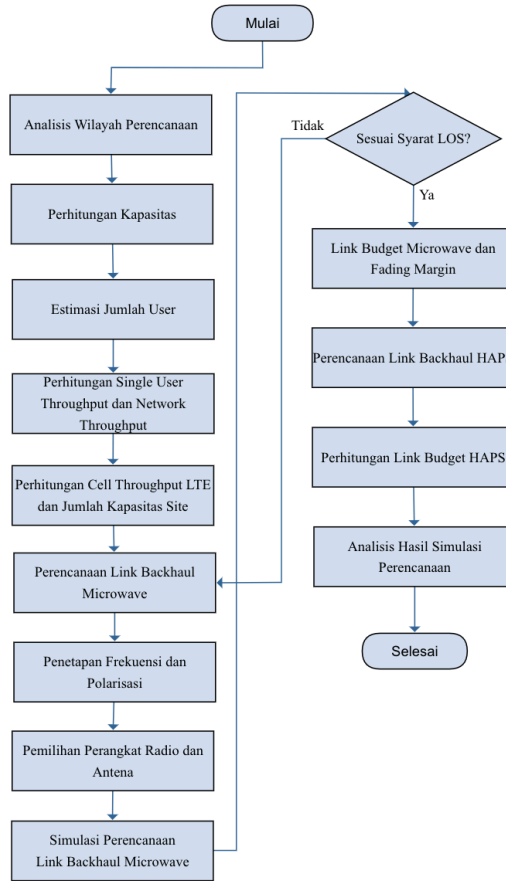 Mulai
Analisis Wilayah Perencanaan
Perhitungan Kapasitas
Estimasi Jumlah User
Perhitungan Single User
Throughput dan Network
Throughput
Perhitungan Cell Throughput LTE
dan Jumlah Kapasitas Site
Perencanaan Link Backhaul
Microwave
Penetapan Frekuensi dan
Polarisasi
Pemilihan Perangkat Radio dan
Antena
Simulasi Perencanaan
Link Backhaul Microwave
Sesuai Syarat LOS?
Tidak
Ya
Link Budget Microwave dan
Fading Margin
Perencanaan Link Backhaul HAP
Perhitungan Link Budget HAPS
Analisis Hasil Simulasi
Perencanaan
Selesai